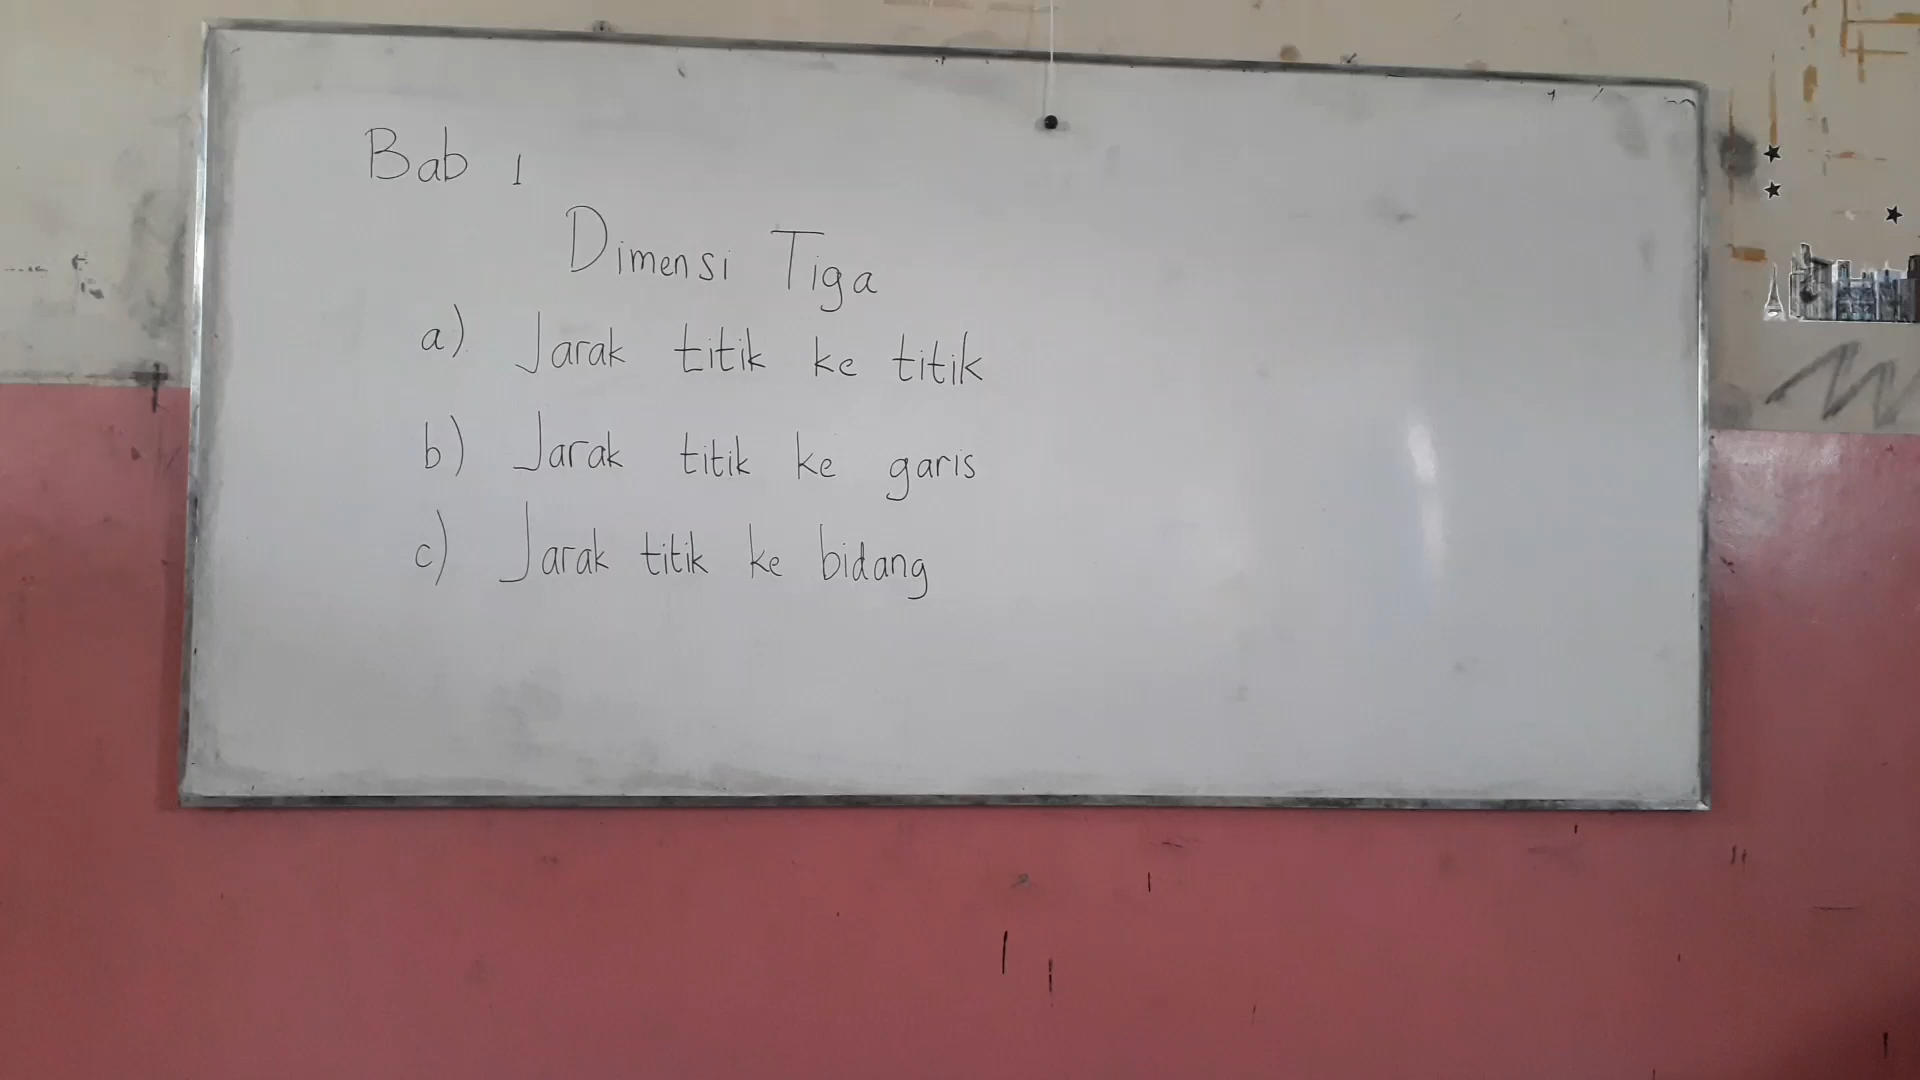 Bab 1
Dimensi Tiga
a) Jarak titik ke titik
b) Jarak titik ke garis
c) Jarak titik ke bidang